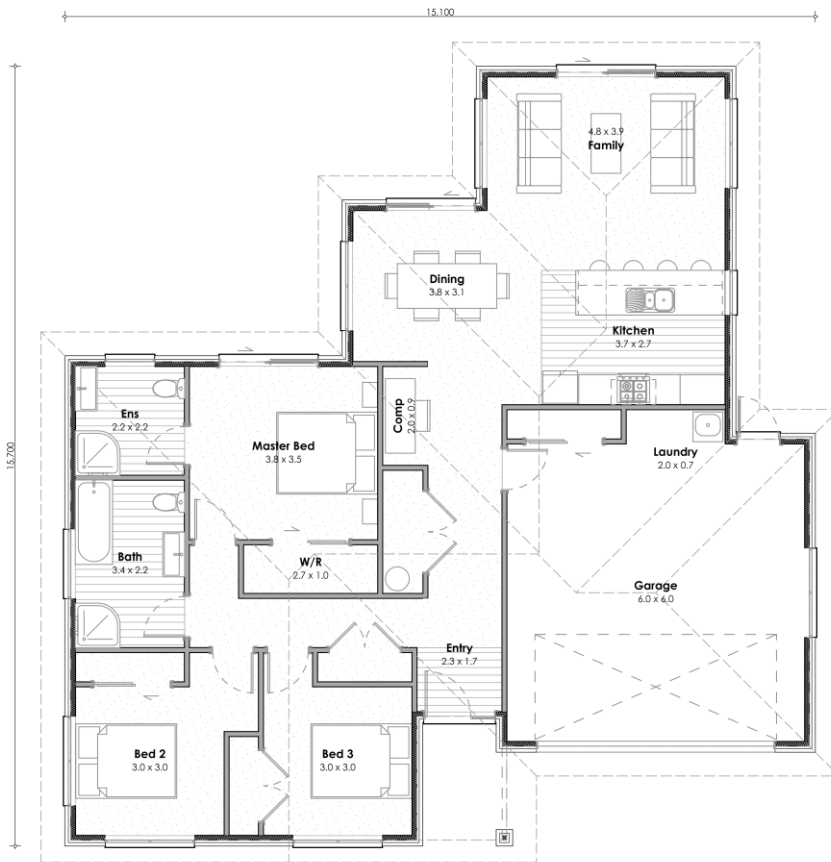 15,100
4.8 x 3.9
Family
Dining
3.8 x 3.1
Kitchen
3.7 x 2.7
Ens
2.2 x 2.2
Master Bed
3.8 x 3.5
Comp
2.0 x 0.9
Laundry
2.0 x 0.7
15,700
Bath
3.4 x 2.2
W/R
2.7 x 1.0
Garage
6.0 x 6.0
Entry
2.3 x 1.7
Bed 2
3.0 x 3.0
Bed 3
3.0 x 3.0